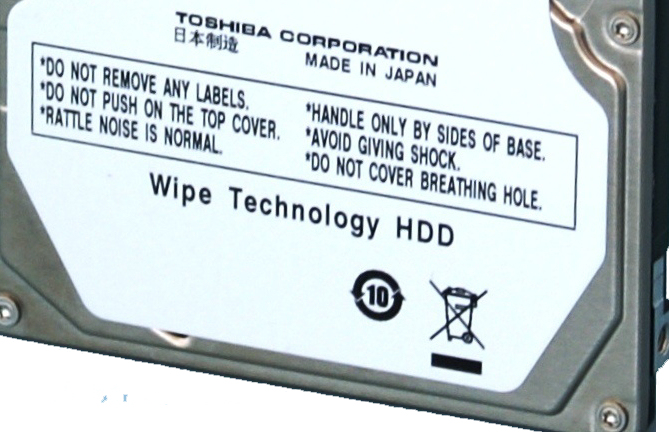 TOSHIBA CORPORATION
日本制造 MADE IN JAPAN
*DO NOT REMOVE ANY LABELS.
*DO NOT PUSH ON THE TOP COVER.
*RATTLE NOISE IS NORMAL.
*HANDLE ONLY BY SIDES OF BASE.
*AVOID GIVING SHOCK.
*DO NOT COVER BREATHING HOLE.
Wipe Technology HDD
10